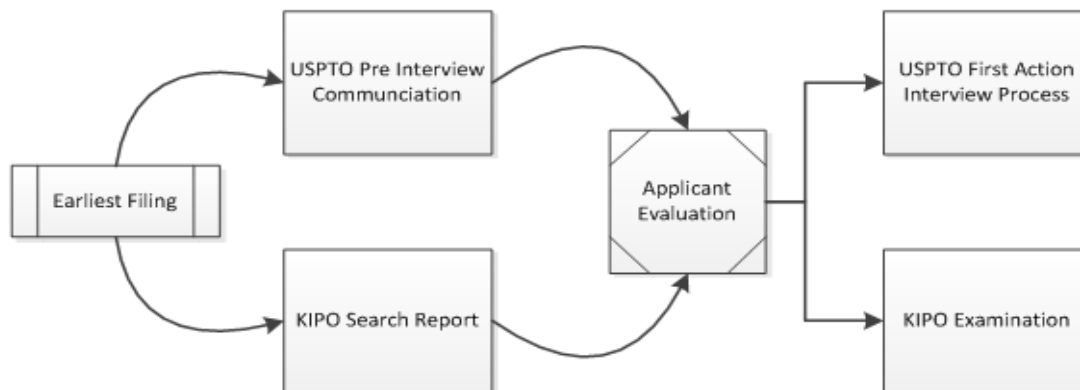 USPTO Pre Interview
Communciation
USPTO First Action
Interview Process
Earliest Filing
Applicant
Evaluation
KIPO Search Report
KIPO Examination